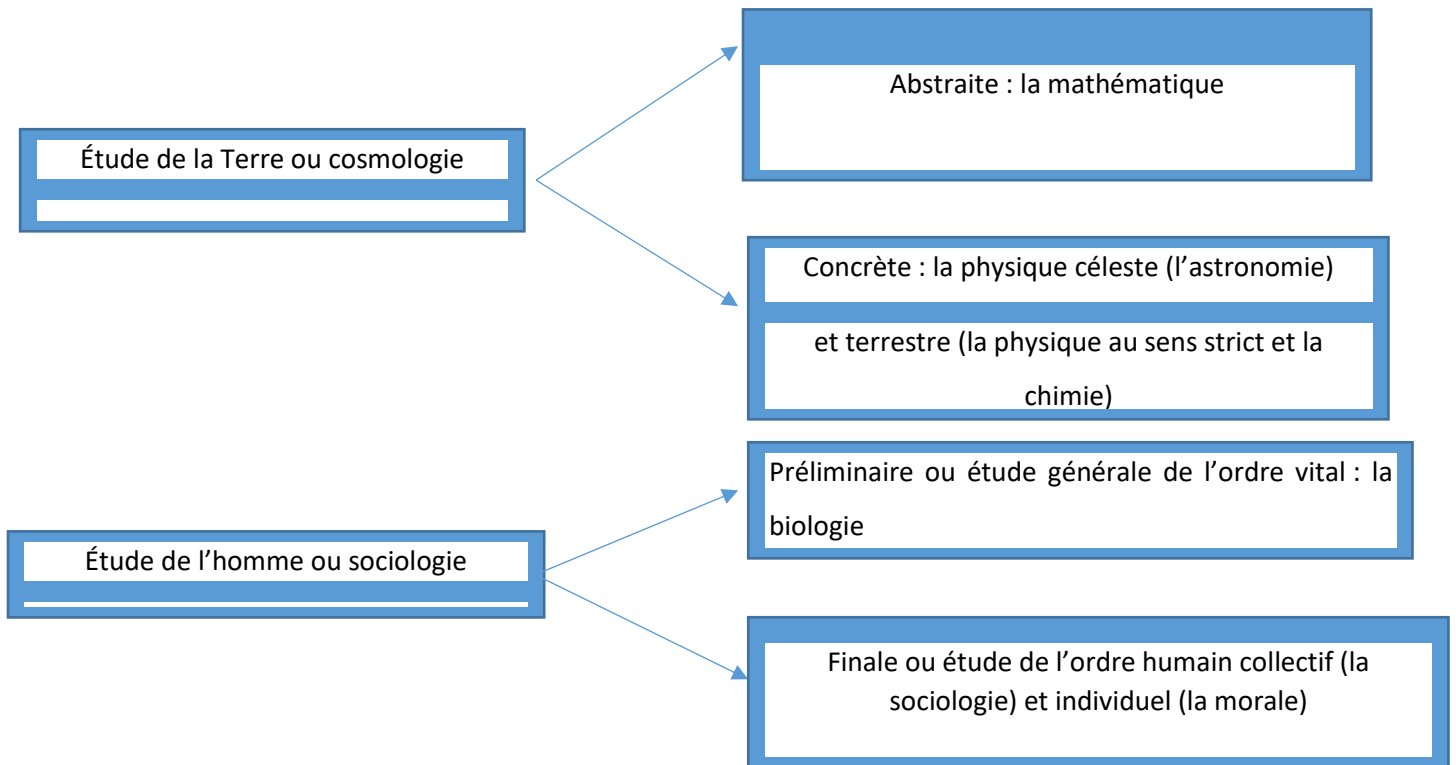 Étude de la Terre ou cosmologie
Abstraite : la mathématique
Concrète : la physique céleste (l’astronomie)
et terrestre (la physique au sens strict et la
chimie)
Étude de l’homme ou sociologie
Préliminaire ou étude générale de l’ordre vital : la
biologie
Finale ou étude de l’ordre humain collectif (la
sociologie) et individuel (la morale)